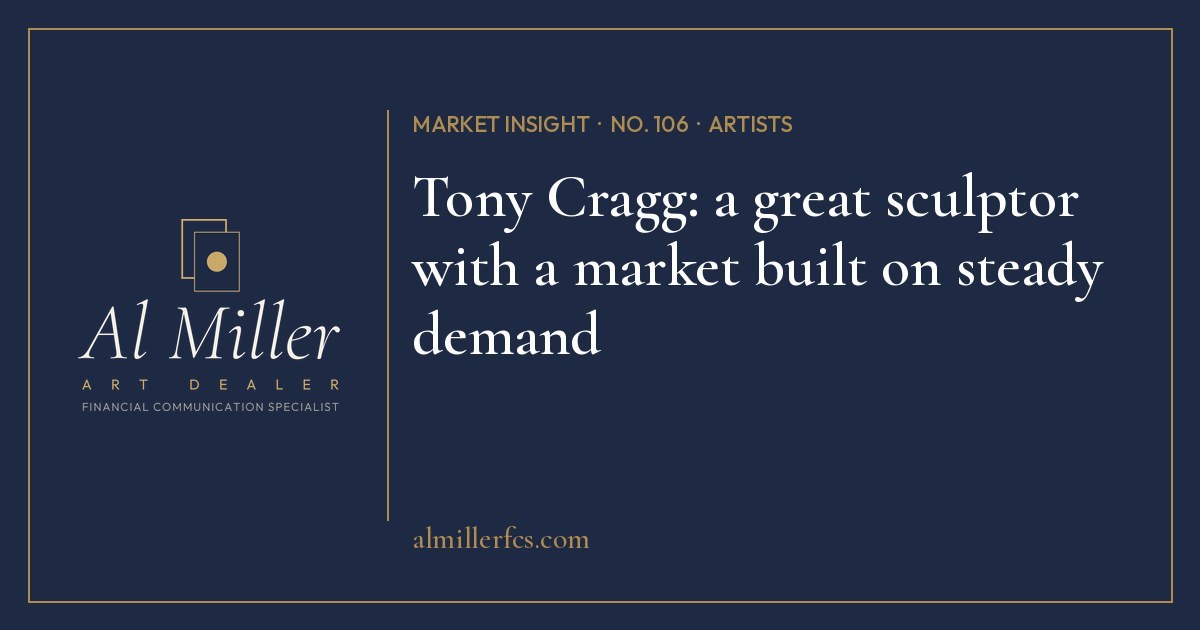 MARKET INSIGHT · NO. 106 · ARTISTS
Tony Cragg: a great sculptor
with a market built on steady
demand
Al Miller
ART DEALER
FINANCIAL COMMUNICATION SPECIALIST
almillerfcs.com